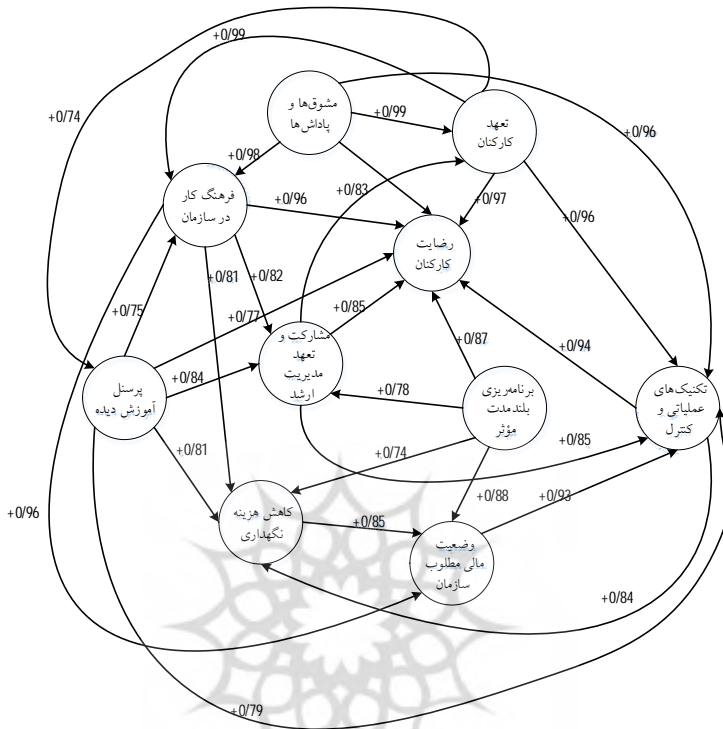 +0/99
+0/74
مشوق‌ها و
پاداش‌ها
+0/99
تعهد
کارکنان
+0/96
+0/98
+0/83
+0/97
فرهنگ کار
در سازمان
+0/96
+0/96
رضایت
کارکنان
+0/81
+0/82
+0/75
+0/77
+0/85
مشارکت و
تعهد
مدیریت
ارشد
+0/87
+0/94
پرسنل
آموزش دیده
+0/84
+0/78
برنامه‌ریزی
بلندمدت
مؤثر
تکنیک‌های
عملیاتی و
کنترل
+0/81
+0/74
+0/85
+0/88
+0/93
+0/96
کاهش هزینه
نگهداری
+0/85
وضعیت
مالی مطلوب
سازمان
+0/84
+0/79